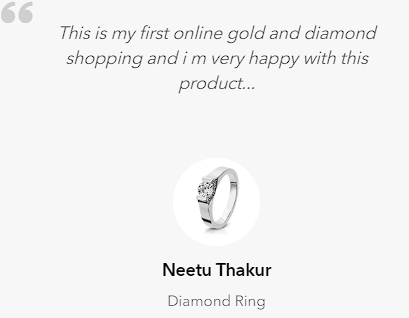 “
This is my first online gold and diamond
shopping and i m very happy with this
product...
Neetu Thakur
Diamond Ring